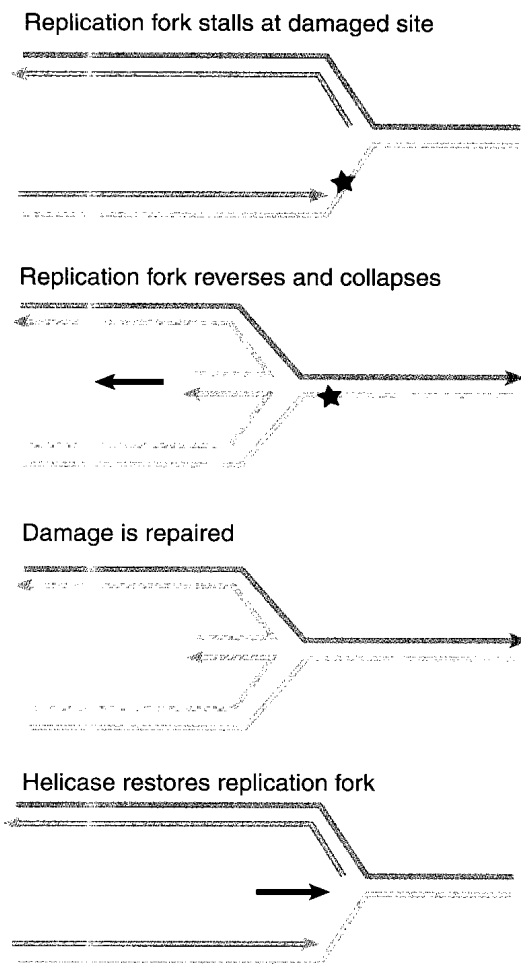 Replication fork stalls at damaged site
Replication fork reverses and collapses
Damage is repaired
Helicase restores replication fork